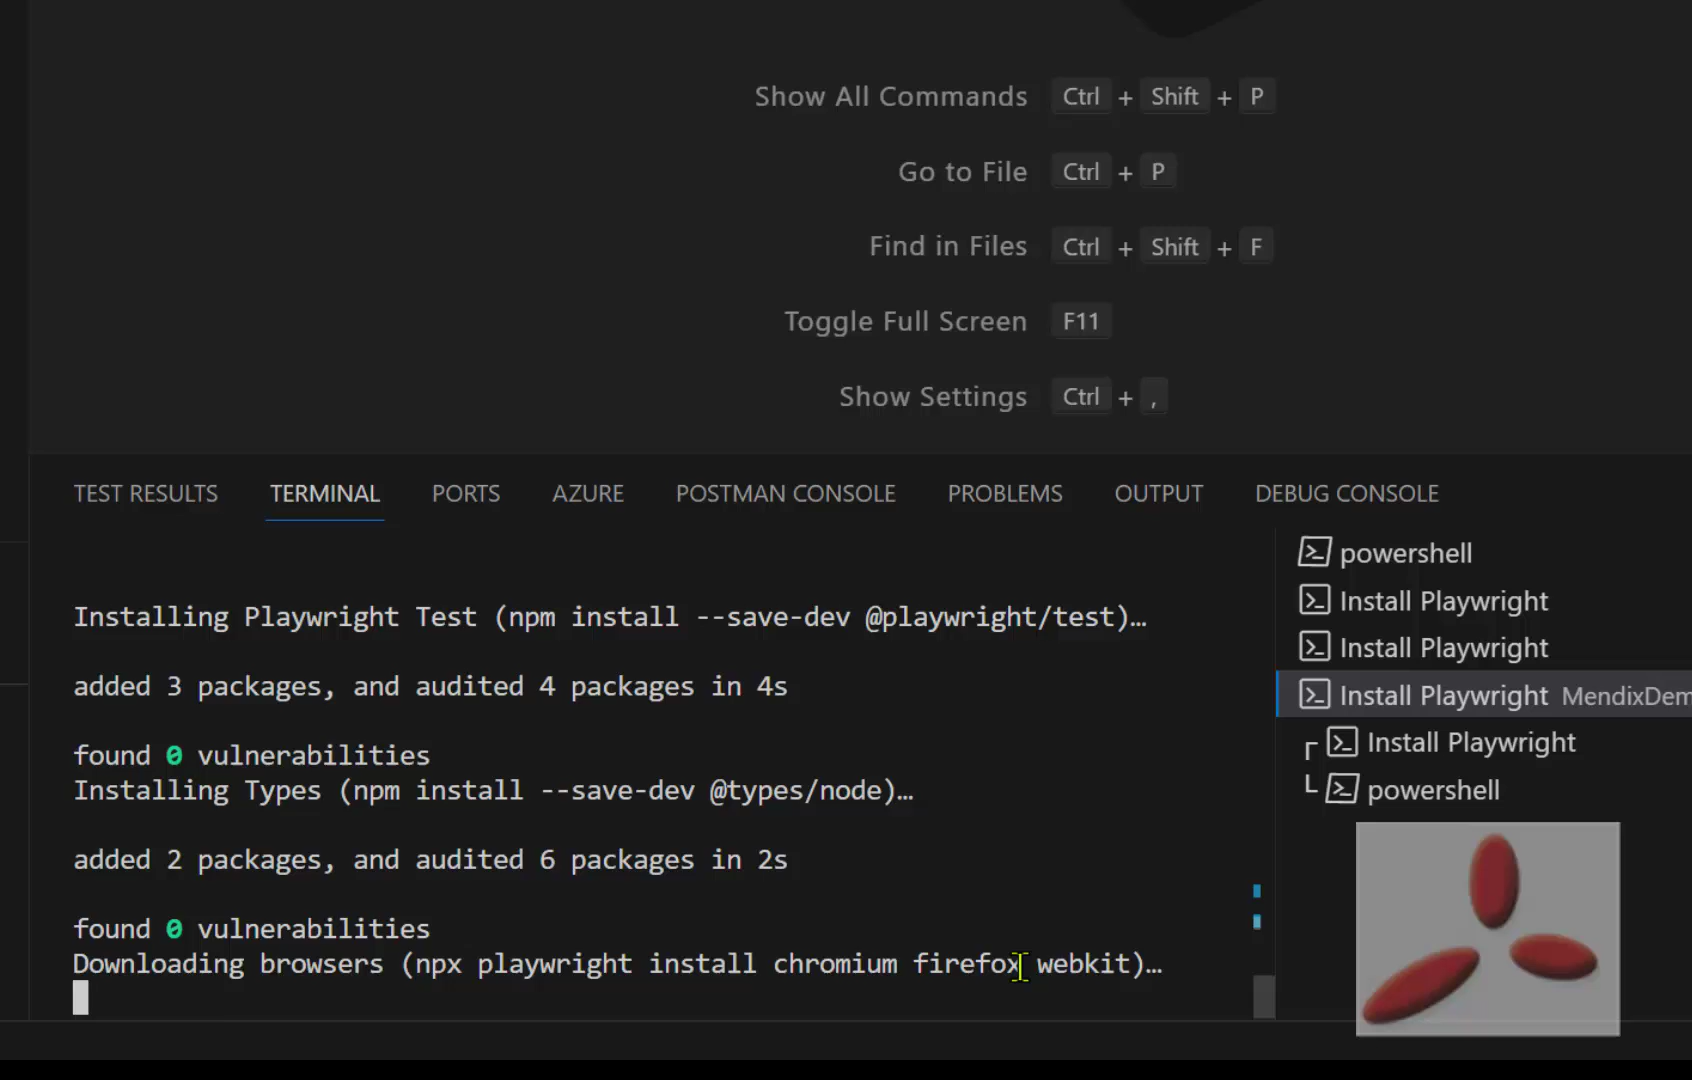 Show All Commands Ctrl + Shift + P
Go to File Ctrl + P
Find in Files Ctrl + Shift + F
Toggle Full Screen F11
Show Settings Ctrl + ,
TEST RESULTS TERMINAL PORTS AZURE POSTMAN CONSOLE PROBLEMS OUTPUT DEBUG CONSOLE
Installing Playwright Test (npm install --save-dev @playwright/test)…
added 3 packages, and audited 4 packages in 4s
found 0 vulnerabilities
Installing Types (npm install --save-dev @types/node)…
added 2 packages, and audited 6 packages in 2s
found 0 vulnerabilities
Downloading browsers (npx playwright install chromium firefox webkit)…
powershell
Install Playwright
Install Playwright
Install Playwright MendixDem
Install Playwright
powershell